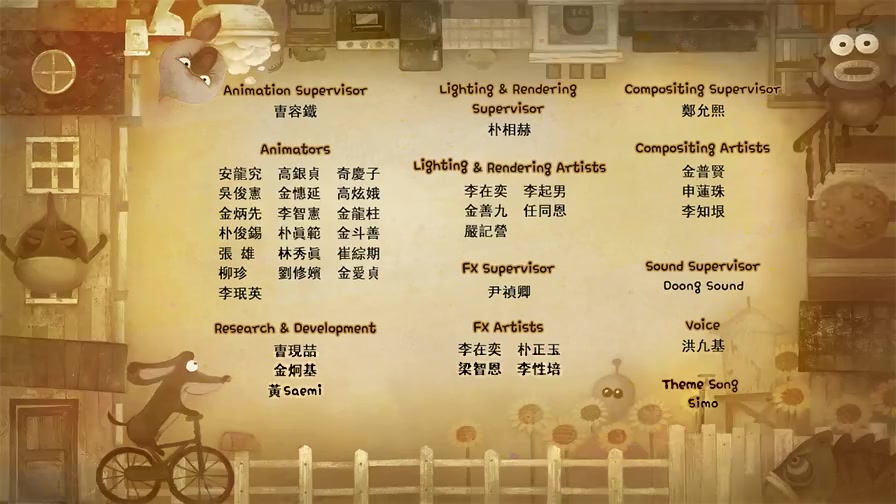 Animation Supervisor
曺容鐵
Animators
安龍究 高銀貞 奇慶子
吳俊憲 金憓延 高炫娥
金炳先 李智憲 金龍柱
朴俊錫 朴眞範 金斗善
張 雄 林秀眞 崔綜期
柳珍 劉修嬪 金愛貞
李珉英
Research & Development
曺現喆
金炯基
黃Saemi
Lighting & Rendering
Supervisor
朴相赫
Lighting & Rendering Artists
李在奕 李起男
金善九 任同恩
嚴記營
FX Supervisor
尹禎卿
FX Artists
李在奕 朴正玉
梁智恩 李性培
Compositing Supervisor
鄭允熙
Compositing Artists
金普賢
申蓮珠
李知垠
Sound Supervisor
Doong Sound
Voice
洪九基
Theme Song
Simo